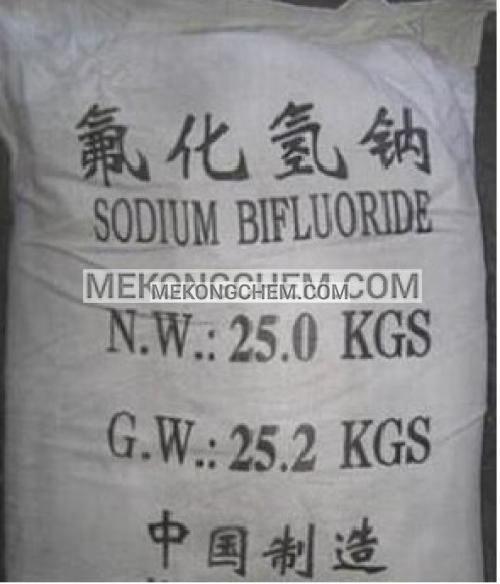 氟化氢钠
SODIUM BIFLUORIDE
MEKONGCHEM.COM
MEKONGCHEM.COM
N.W.: 25.0 KGS
G.W.: 25.2 KGS
中国制造